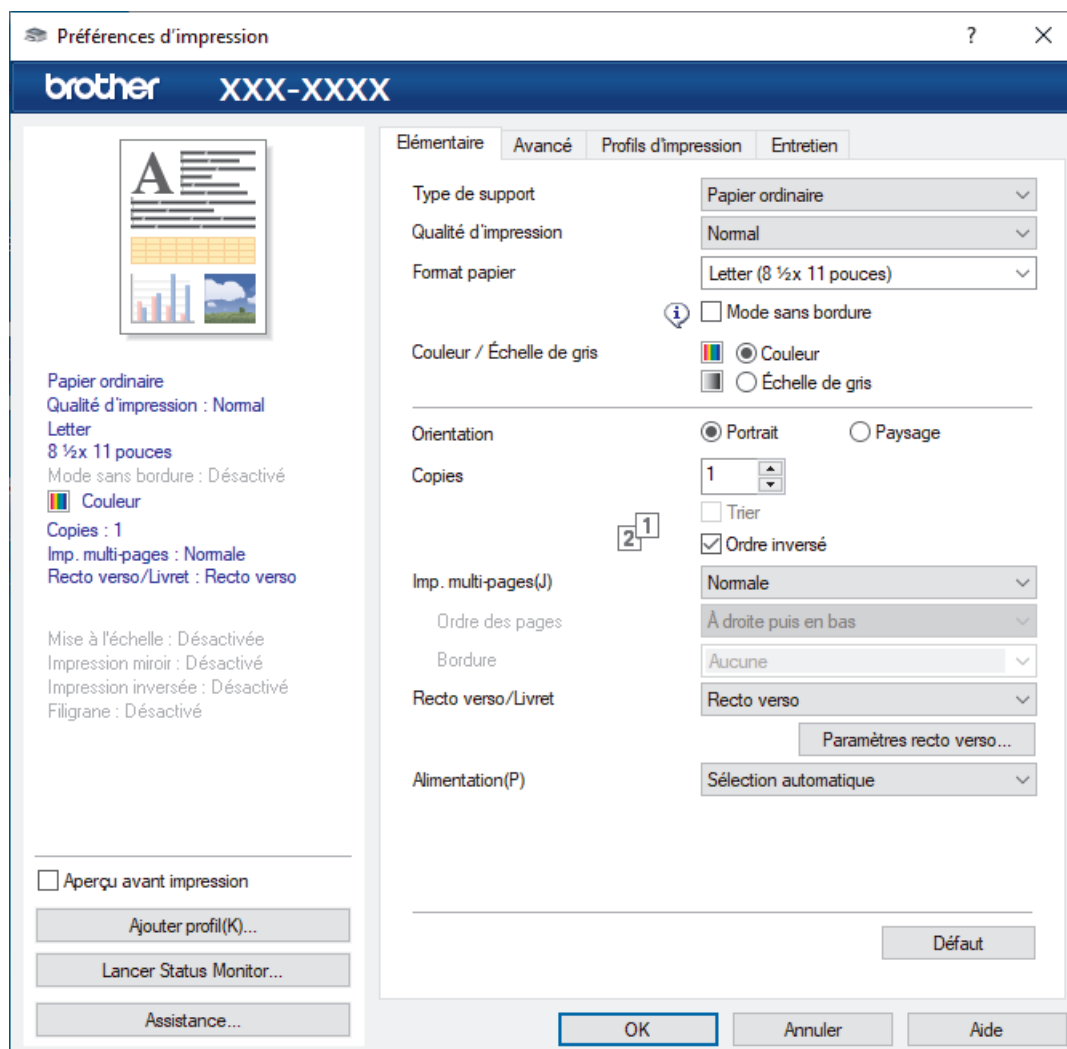 Préférences d'impression
?
brother XXX-XXXX
A
Papier ordinaire
Qualité d'impression : Normal
Letter
8 ½x 11 pouces
Mode sans bordure : Désactivé
Couleur
Copies : 1
Imp. multi-pages : Normale
Recto verso/Livret : Recto verso
Mise à l'échelle : Désactivée
Impression miroir : Désactivé
Impression inversée : Désactivé
Filigrane : Désactivé
Aperçu avant impression
Ajouter profil(K)...
Lancer Status Monitor...
Assistance...
Elémentaire Avancé Profils d'impression Entretien
Type de support Papier ordinaire
Qualité d'impression Normal
Format papier Letter (8 ½x 11 pouces)
i Mode sans bordure
Couleur / Échelle de gris Couleur
Échelle de gris
Orientation Portrait Paysage
Copies 1
Trier
2 1 Ordre inversé
Imp. multi-pages(J) Normale
Ordre des pages À droite puis en bas
Bordure Aucune
Recto verso/Livret Recto verso
Paramètres recto verso...
Alimentation(P) Sélection automatique
Défaut
OK Annuler Aide